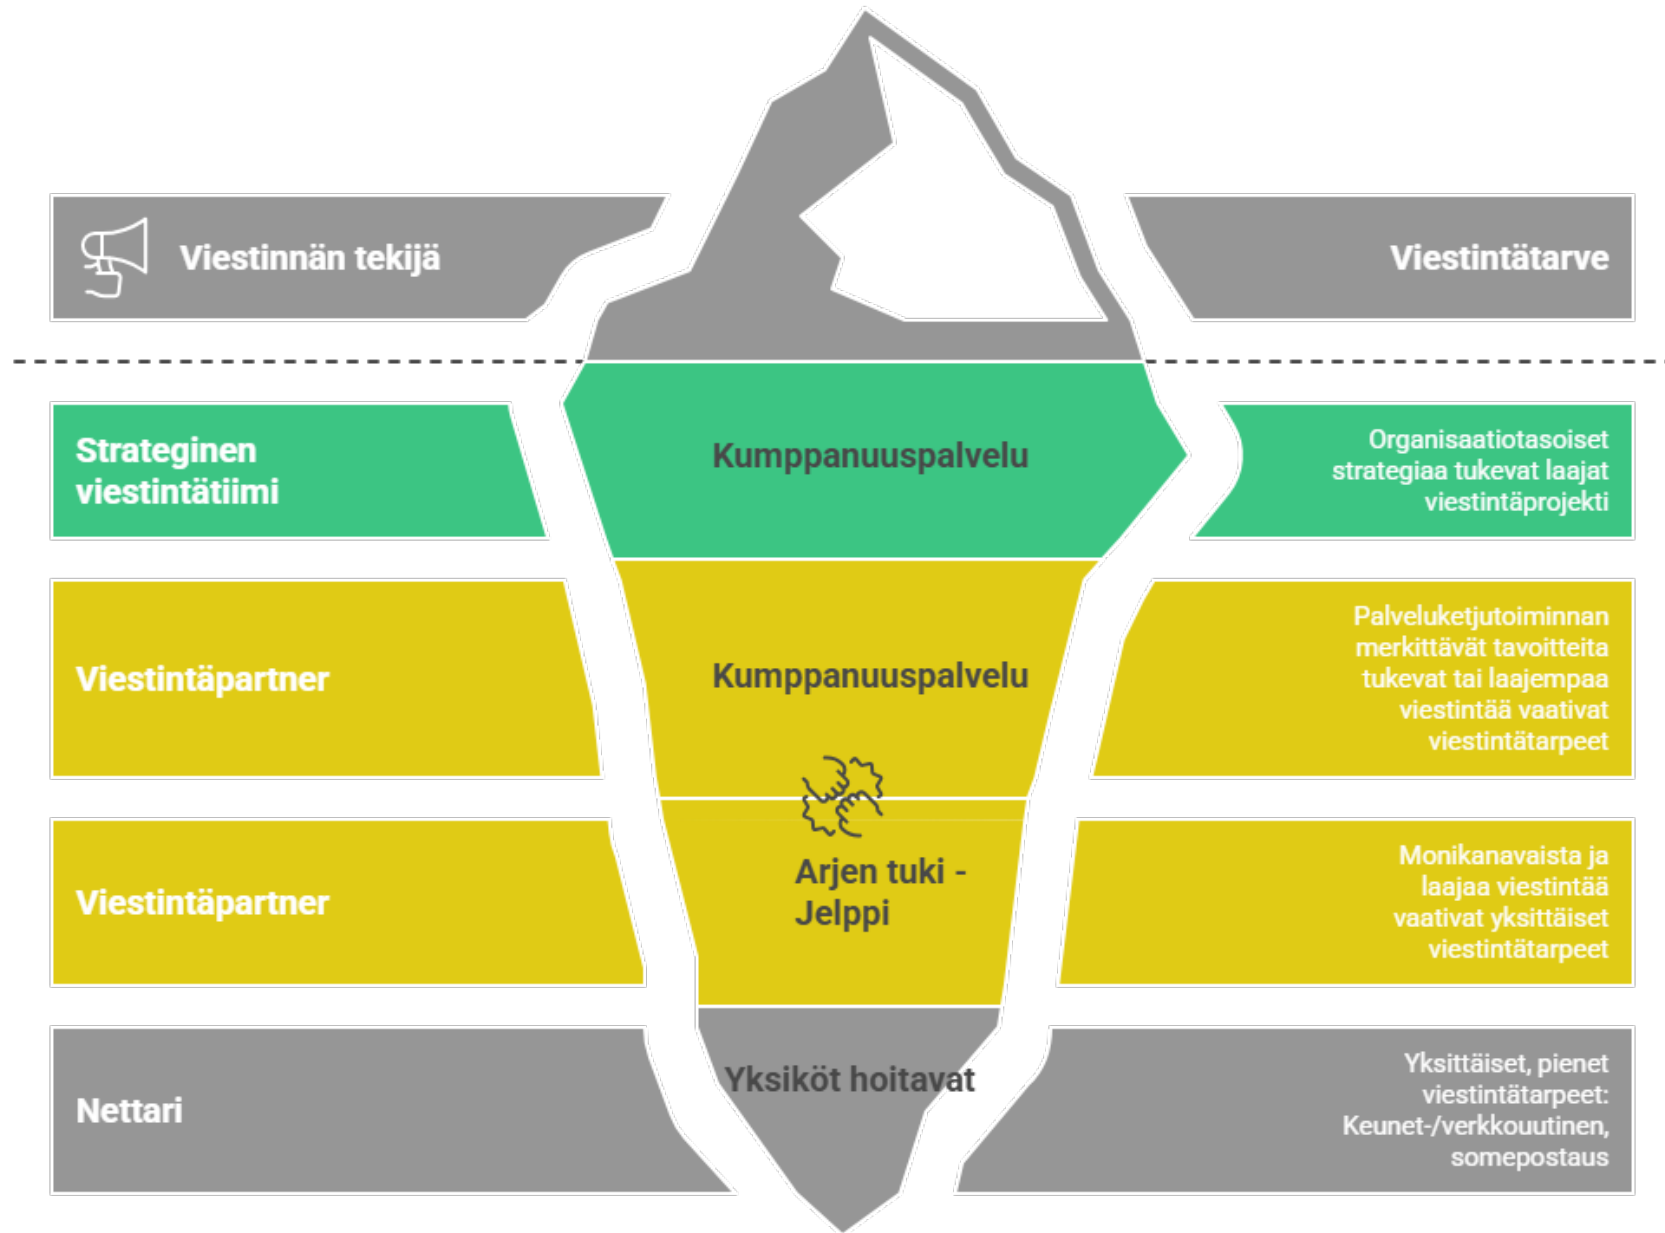 Viestinnän tekijä
Viestintätarve
Strateginen
viestintätiimi
Kumppanuuspalvelu
Organisaatiotasoiset
strategiaa tukevat laajat
viestintäprojekti
Viestintäpartner
Kumppanuuspalvelu
Palveluketjutoiminnan
merkittävät tavoitteita
tukevat tai laajempaa
viestintää vaativat
viestintätarpeet
Viestintäpartner
Arjen tuki -
Jelppi
Monikanavaista ja
laajaa viestintää
vaativat yksittäiset
viestintätarpeet
Nettari
Yksiköt hoitavat
Yksittäiset, pienet
viestintätarpeet:
Keunet-/verkkouutinen,
somepostaus